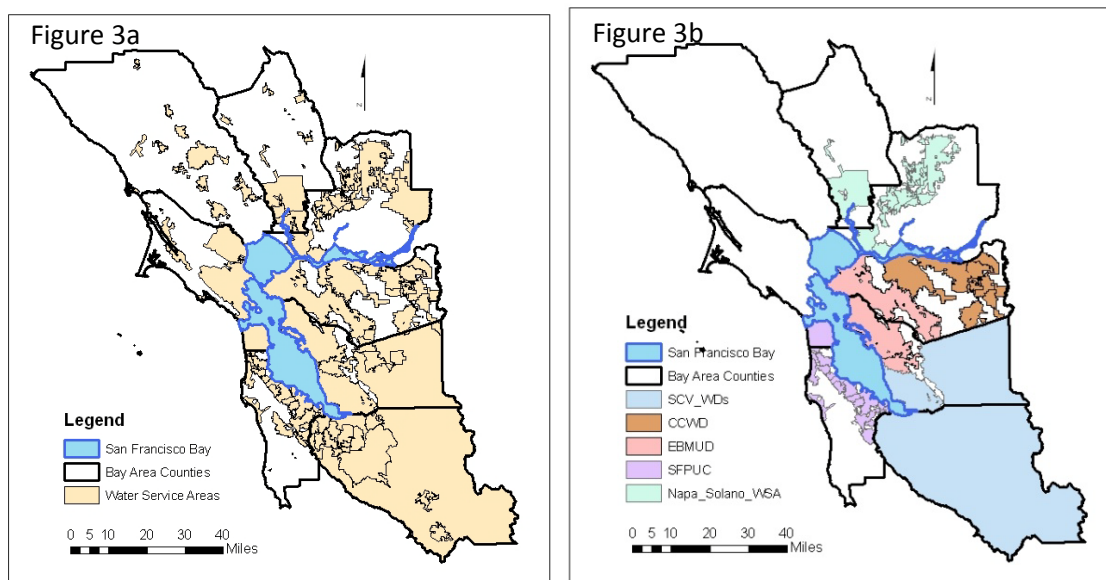 Figure 3a
z
Legend
San Francisco Bay
Bay Area Counties
Water Service Areas
0 5 10 20 30 40
Miles
Figure 3b
z
Legend
San Francisco Bay
Bay Area Counties
SCV_WDs
CCWD
EBMUD
SFPUC
Napa_Solano_WSA
0 5 10 20 30 40
Miles